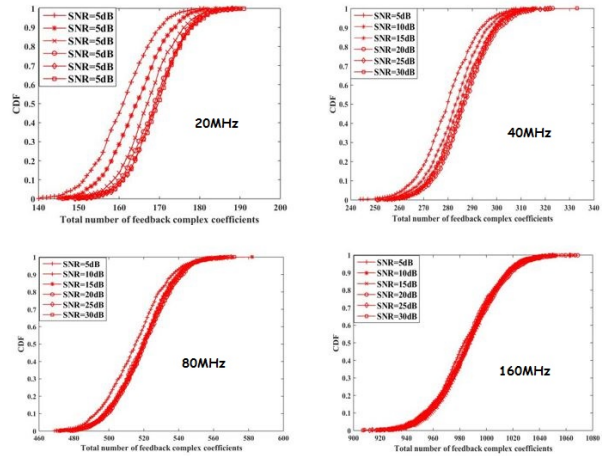 SNR=5dB
SNR=5dB
SNR=5dB
SNR=5dB
SNR=5dB
SNR=5dB
CDF
1
0.9
0.8
0.7
0.6
0.5
0.4
0.3
0.2
0.1
0
140 150 160 170 180 190 200
Total number of feedback complex coefficients
20MHz
SNR=5dB
SNR=10dB
SNR=15dB
SNR=20dB
SNR=25dB
SNR=30dB
CDF
1
0.9
0.8
0.7
0.6
0.5
0.4
0.3
0.2
0.1
0
240 250 260 270 280 290 300 310 320 330 340
Total number of feedback complex coefficients
40MHz
SNR=5dB
SNR=10dB
SNR=15dB
SNR=20dB
SNR=25dB
SNR=30dB
CDF
1
0.9
0.8
0.7
0.6
0.5
0.4
0.3
0.2
0.1
0
460 480 500 520 540 560 580 600
Total number of feedback complex coefficients
80MHz
SNR=5dB
SNR=10dB
SNR=15dB
SNR=20dB
SNR=25dB
SNR=30dB
CDF
1
0.9
0.8
0.7
0.6
0.5
0.4
0.3
0.2
0.1
0
900 920 940 960 980 1000 1020 1040 1060 1080
Total number of feedback complex coefficients
160MHz